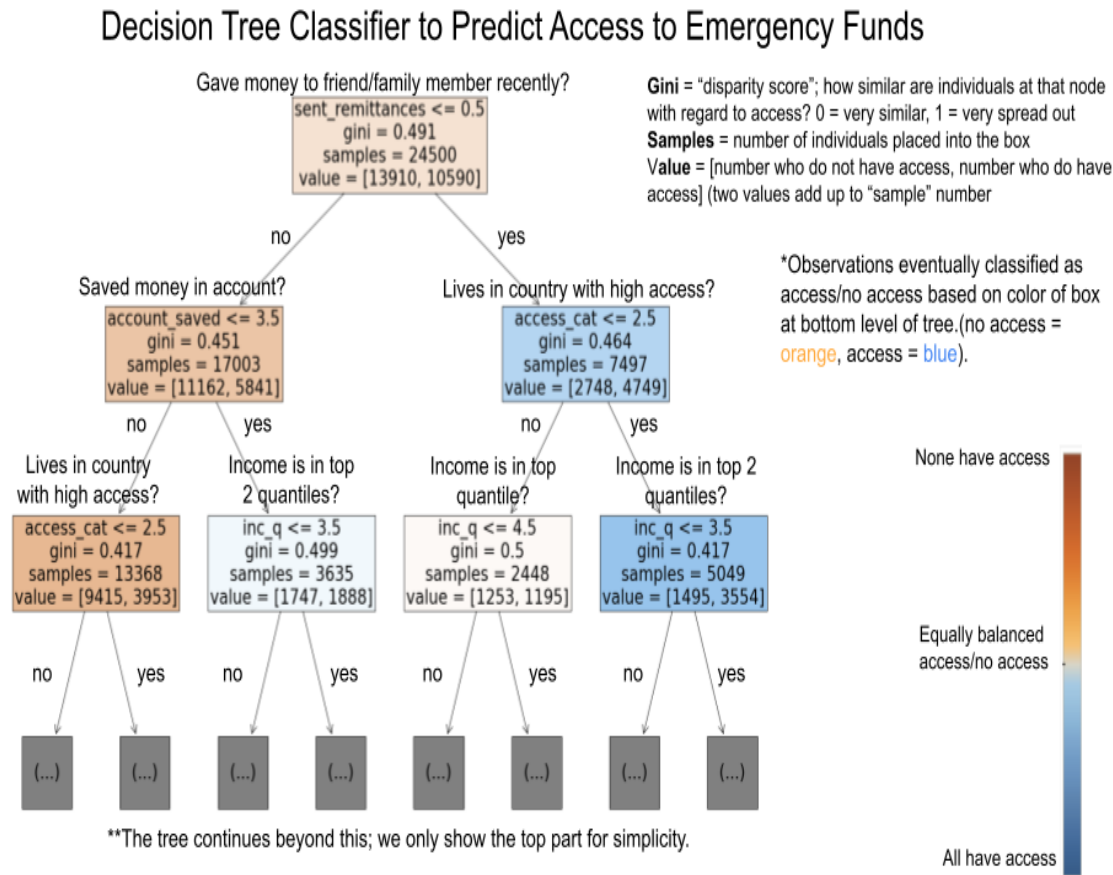 Decision Tree Classifier to Predict Access to Emergency Funds
Gave money to friend/family member recently?
sent_remittances <= 0.5
gini = 0.491
samples = 24500
value = [13910, 10590]
Gini = “disparity score”; how similar are individuals at that node
with regard to access? 0 = very similar, 1 = very spread out
Samples = number of individuals placed into the box
Value = [number who do not have access, number who do have
access] (two values add up to “sample” number
no
yes
*Observations eventually classified as
access/no access based on color of box
at bottom level of tree.(no access =
orange, access = blue).
Saved money in account?
account_saved <= 3.5
gini = 0.451
samples = 17003
value = [11162, 5841]
Lives in country with high access?
access_cat <= 2.5
gini = 0.464
samples = 7497
value = [2748, 4749]
no
yes
no
yes
Lives in country
with high access?
access_cat <= 2.5
gini = 0.417
samples = 13368
value = [9415, 3953]
Income is in top
2 quantiles?
inc_q <= 3.5
gini = 0.499
samples = 3635
value = [1747, 1888]
Income is in top
quantile?
inc_q <= 4.5
gini = 0.5
samples = 2448
value = [1253, 1195]
Income is in top 2
quantiles?
inc_q <= 3.5
gini = 0.417
samples = 5049
value = [1495, 3554]
None have access
Equally balanced
access/no access
All have access
no
yes
no
yes
no
yes
no
yes
(...)
(...)
(...)
(...)
(...)
(...)
(...)
(...)
**The tree continues beyond this; we only show the top part for simplicity.